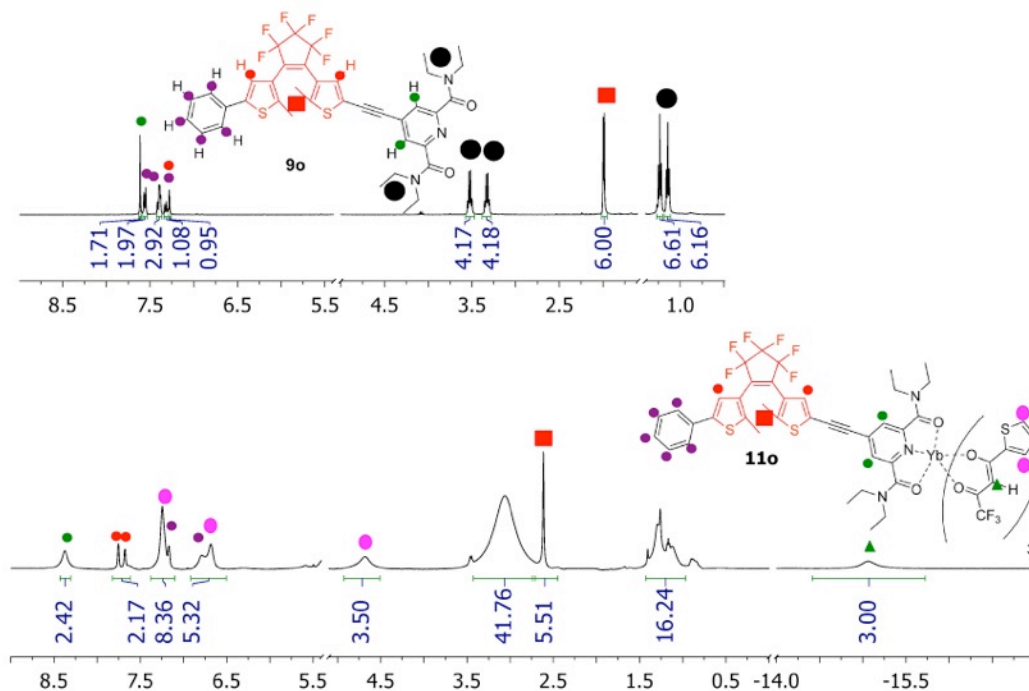 F F
F F
F F
N
H H H
H
O
H
H
S S
N
H
9o
H
O
N
1.71 1.97 2.92 1.08 0.95 4.17 4.18 6.00 6.61 6.16
8.5 7.5 6.5 5.5 4.5 3.5 2.5 1.0
F F
F F
F F
N
O
S
S S
11o
N Yb O
O H
O
N
CF3
3
2.42 2.17 8.36 5.32 3.50 41.76 5.51 16.24 3.00
8.5 7.5 6.5 5.5 4.5 3.5 2.5 1.5 0.5 -14.0 -15.5